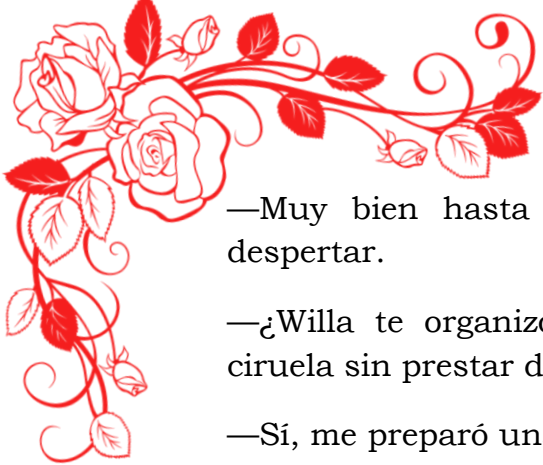 —Muy bien hasta
despertar.
—¿Willa te organizó
ciruela sin prestar d
—Sí, me preparó un